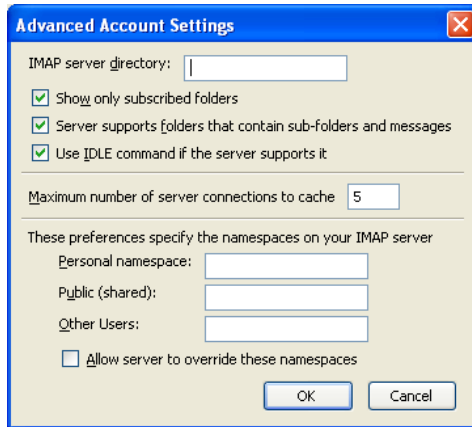 Advanced Account Settings
IMAP server directory:
Show only subscribed folders
Server supports folders that contain sub-folders and messages
Use IDLE command if the server supports it
Maximum number of server connections to cache 5
These preferences specify the namespaces on your IMAP server
Personal namespace:
Public (shared):
Other Users:
Allow server to override these namespaces
OK Cancel